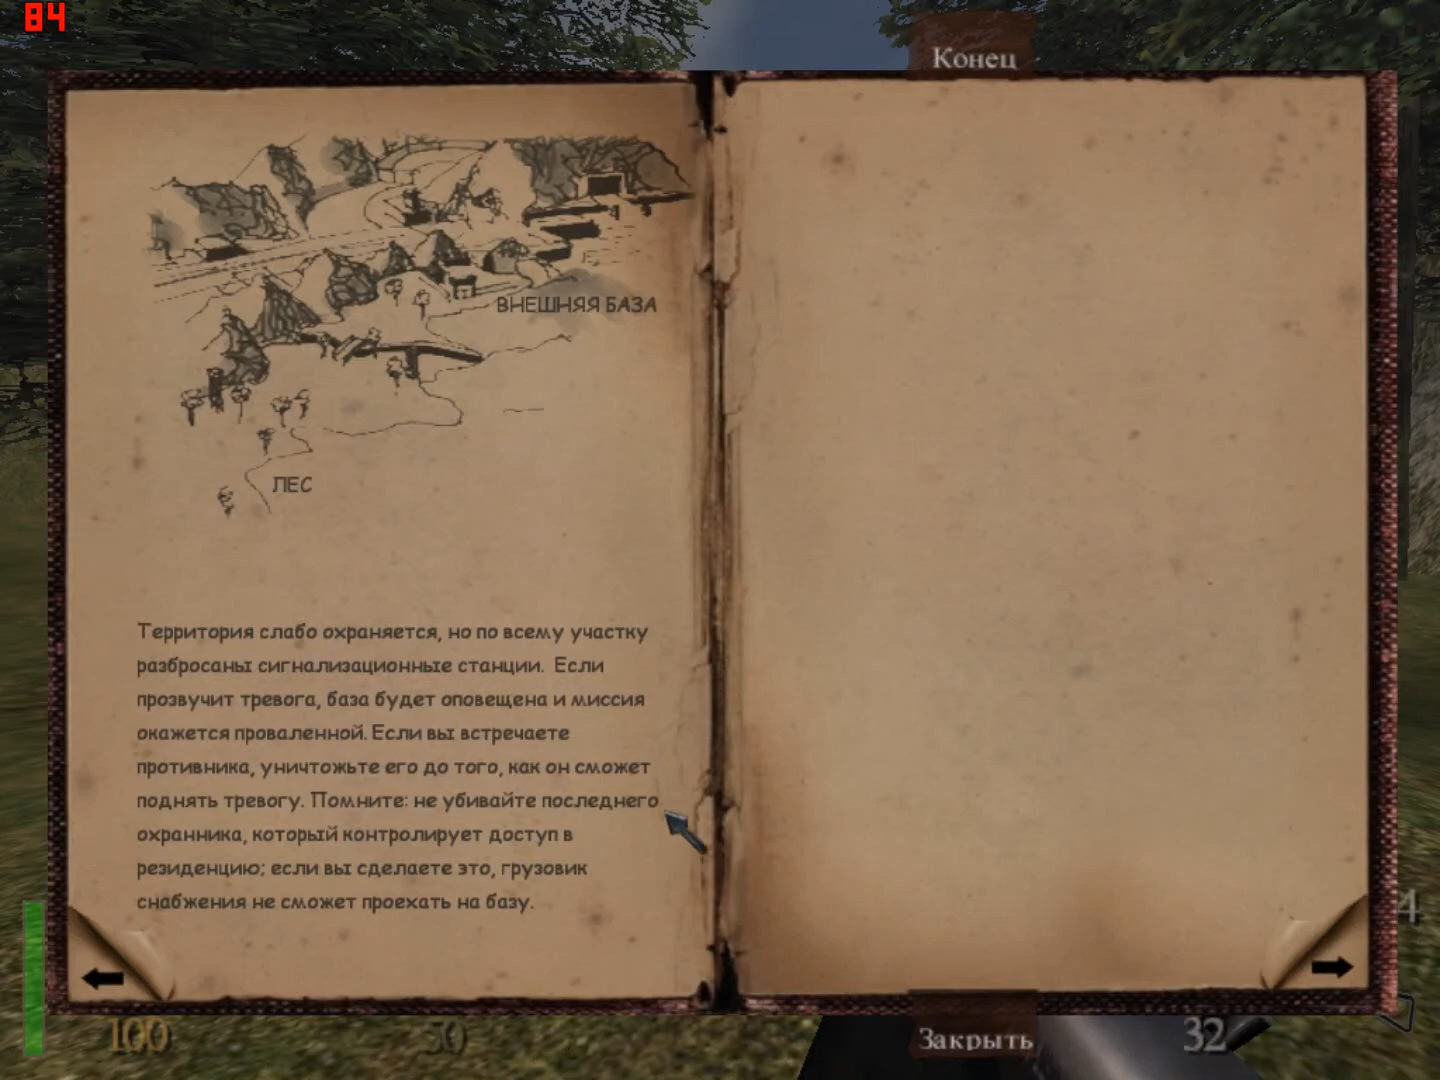 84
Конец
ВНЕШНЯЯ БАЗА
ЛЕС
Территория слабо охраняется, но по всему участку
разбросаны сигнализационные станции. Если
прозвучит тревога, база будет оповещена и миссия
окажется проваленной. Если вы встречаете
противника, уничтожьте его до того, как он сможет
поднять тревогу. Помните: не убивайте последнего
охранника, который контролирует доступ в
резиденцию; если вы сделаете это, грузовик
снабжения не сможет проехать на базу.
4
100
50
Закрыть
32